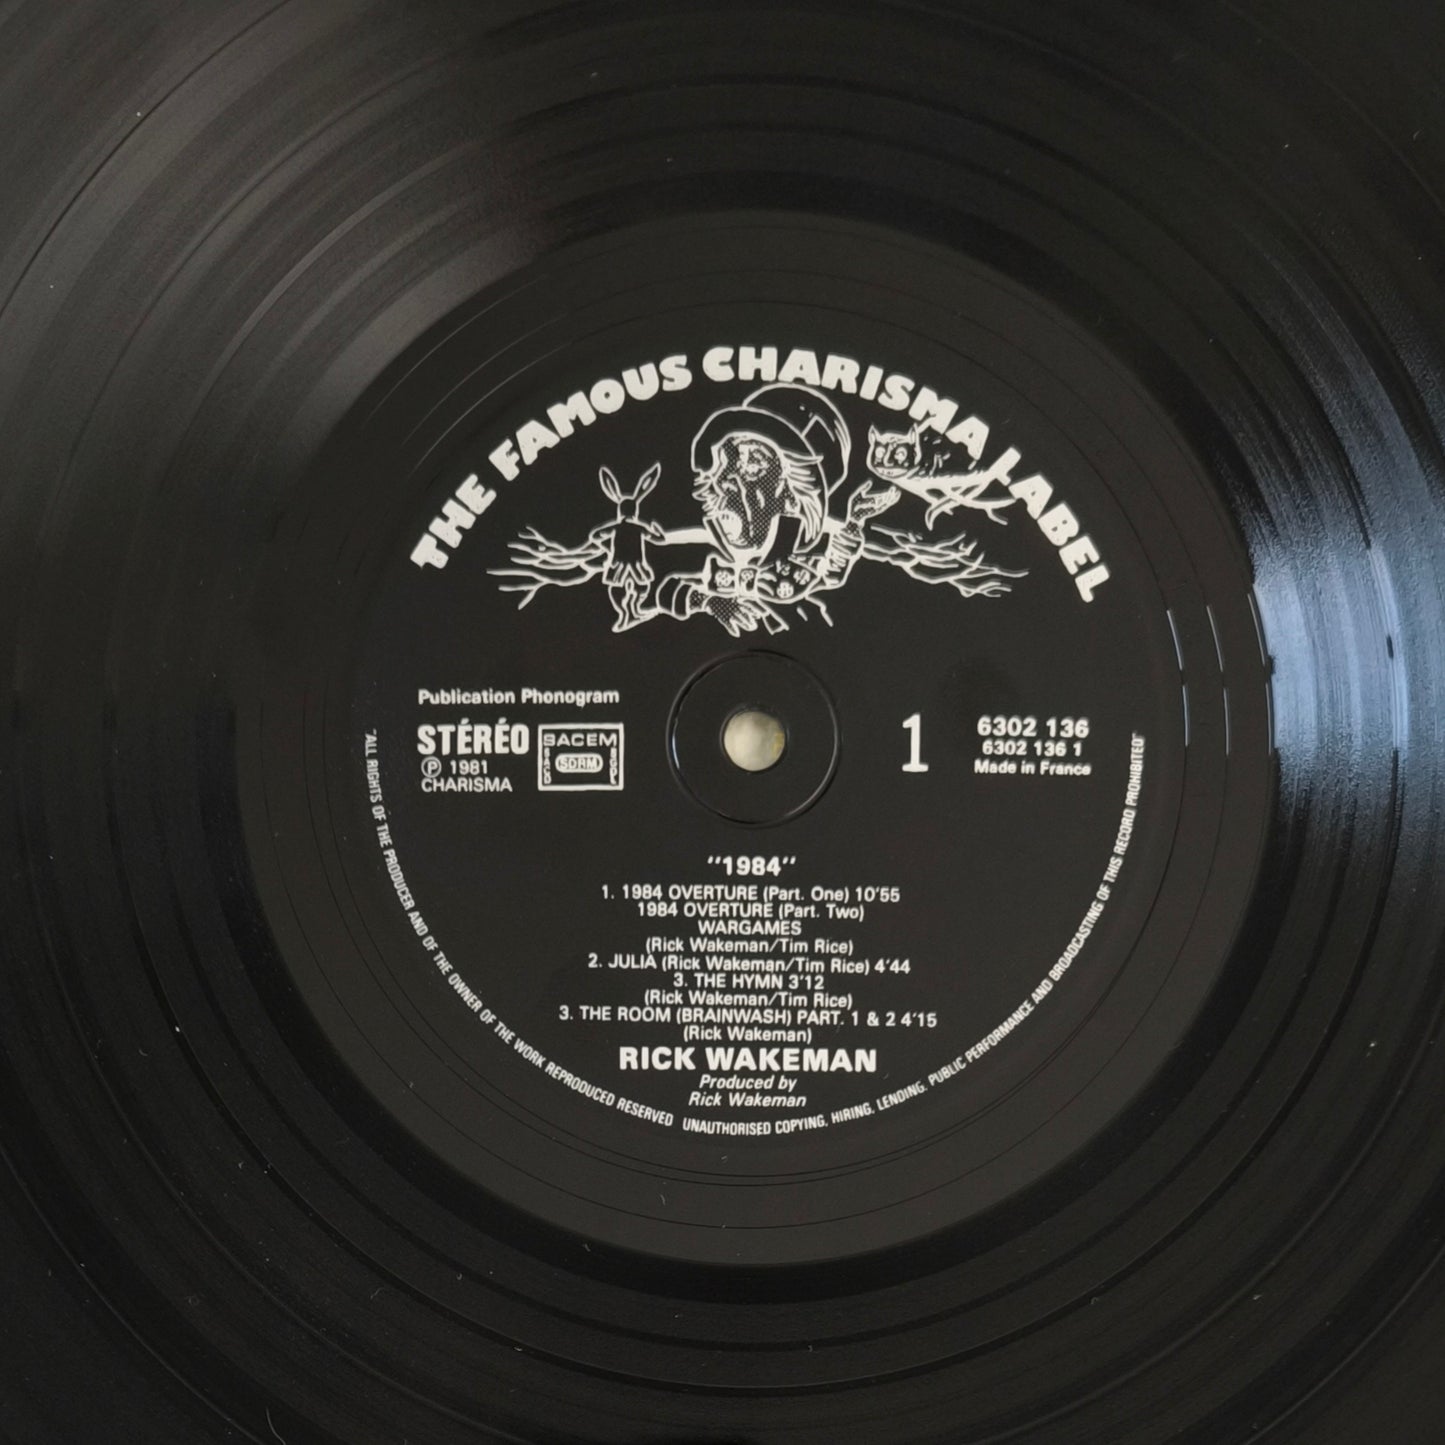 THE FAMOUS CHARISMA LABEL
Publication Phonogram
STÉRÉO
SACEM
SDRM
Ⓟ 1981
CHARISMA
1
6302 136
6302 136 1
Made in France
"1984"
1. 1984 OVERTURE (Part. One) 10'55
1984 OVERTURE (Part. Two)
WARGAMES
(Rick Wakeman/Tim Rice)
2. JULIA (Rick Wakeman/Tim Rice) 4'44
3. THE HYMN 3'12
(Rick Wakeman/Tim Rice)
3. THE ROOM (BRAINWASH) PART. 1 & 2 4'15
(Rick Wakeman)
RICK WAKEMAN
Produced by
Rick Wakeman
"ALL RIGHTS OF THE PRODUCER AND OF THE OWNER OF THE WORK REPRODUCED RESERVED UNAUTHORISED COPYING, HIRING, LENDING, PUBLIC PERFORMANCE AND BROADCASTING OF THIS RECORD PROHIBITED"